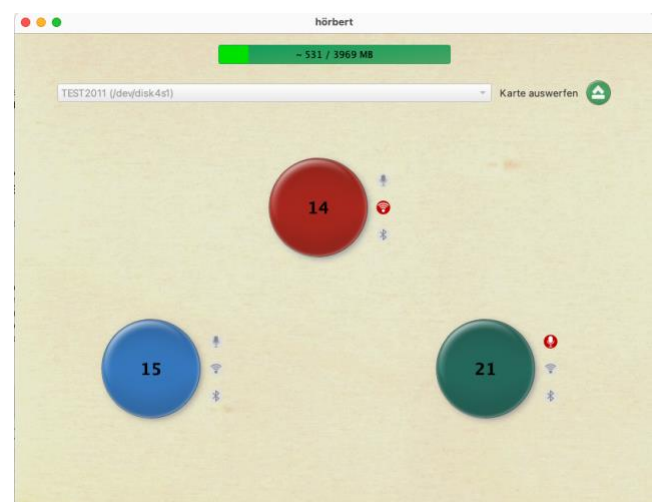 hörbert
~ 531 / 3969 MB
TEST2011 (/dev/disk4s1)
Karte auswerfen
14
15
21